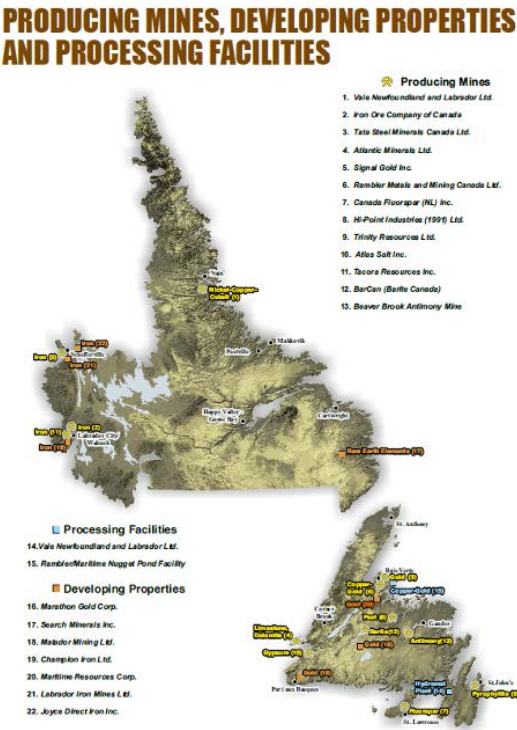 PRODUCING MINES, DEVELOPING PROPERTIES
AND PROCESSING FACILITIES
Producing Mines
1. Vale Newfoundland and Labrador Ltd.
2. Iron Ore Company of Canada
3. Tata Steel Minerals Canada Ltd.
4. Atlantic Minerals Ltd.
5. Signal Gold Inc.
6. Rambler Metals and Mining Canada Ltd.
7. Canada Fluorspar (NL) Inc.
8. Hi-Point Industries (1991) Ltd.
9. Trinity Resources Ltd.
10. Atlas Salt Inc.
11. Tacora Resources Inc.
12. BarCan (Barite Canada)
13. Beaver Brook Antimony Mine
Nain
Nickel-Copper-
Cobalt (1)
Makkovik
Postville
Iron (22)
Iron (3)
Schefferville
Iron (21)
Happy Valley
Goose Bay
Cartwright
Iron (2)
Iron (11)
Labrador City
Wabush
Iron (19)
Rare Earth Elements (17)
Processing Facilities
14.Vale Newfoundland and Labrador Ltd.
15. Rambler/Maritime Nugget Pond Facility
Developing Properties
16. Marathon Gold Corp.
17. Search Minerals Inc.
18. Matador Mining Ltd.
19. Champion Iron Ltd.
20. Maritime Resources Corp.
21. Labrador Iron Mines Ltd.
22. Joyce Direct Iron Inc.
St. Anthony
Baie Verte
Gold (5)
Copper-
Gold (6)
Copper-Gold (15)
Gold (20)
Corner
Brook
Peat (8)
Gander
Limestone,
Dolomite (4)
Barite(12)
Antimony(13)
Gypsum (10)
Gold (16)
Gold (18)
Port aux Basques
Hydromet
Plant (14)
St.John's
Pyrophyllite (9
Fluorspar (7)
St. Lawrence